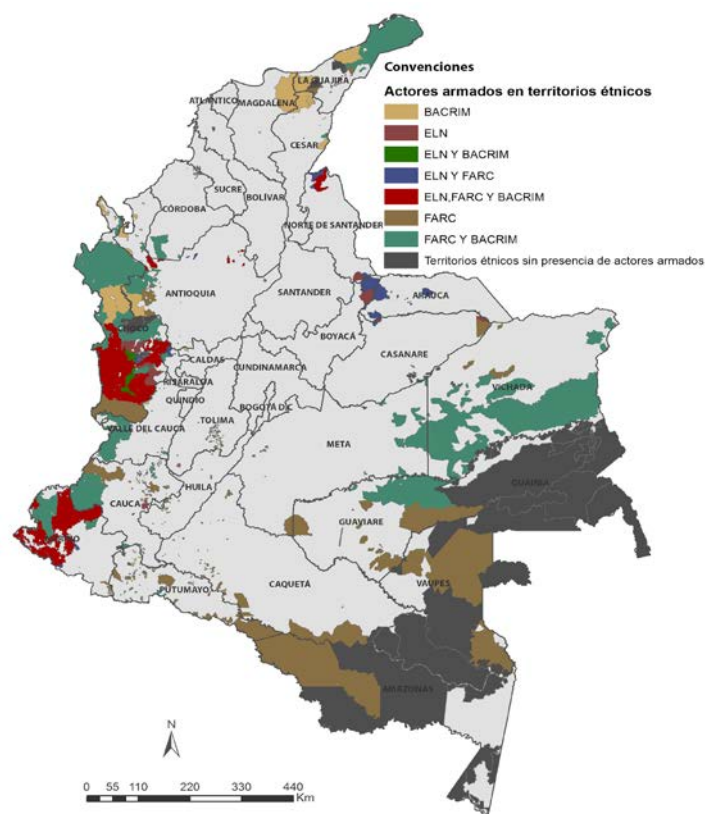 Convenciones
Actores armados en territorios étnicos
BACRIM
ELN
ELN Y BACRIM
ELN Y FARC
ELN,FARC Y BACRIM
FARC
FARC Y BACRIM
Territorios étnicos sin presencia de actores armados
LA GUAJIRA
ATLANTICO
MAGDALENA
CESAR
SUCRE
BOLÍVAR
CÓRDOBA
NORTE DE SANTANDER
ANTIOQUIA
SANTANDER
ARAUCA
CHOCO
BOYACÁ
CASANARE
CALDAS
CUNDINAMARCA
VICHADA
RISARALDA
QUINDIO
BOGOTÁ D.C
TOLIMA
VALLE DEL CAUCA
META
GUAINIA
HUILA
CAUCA
GUAVIARE
VAUPES
CAQUETÁ
PUTUMAYO
AMAZONAS
N
0 55 110 220 330 440
Km